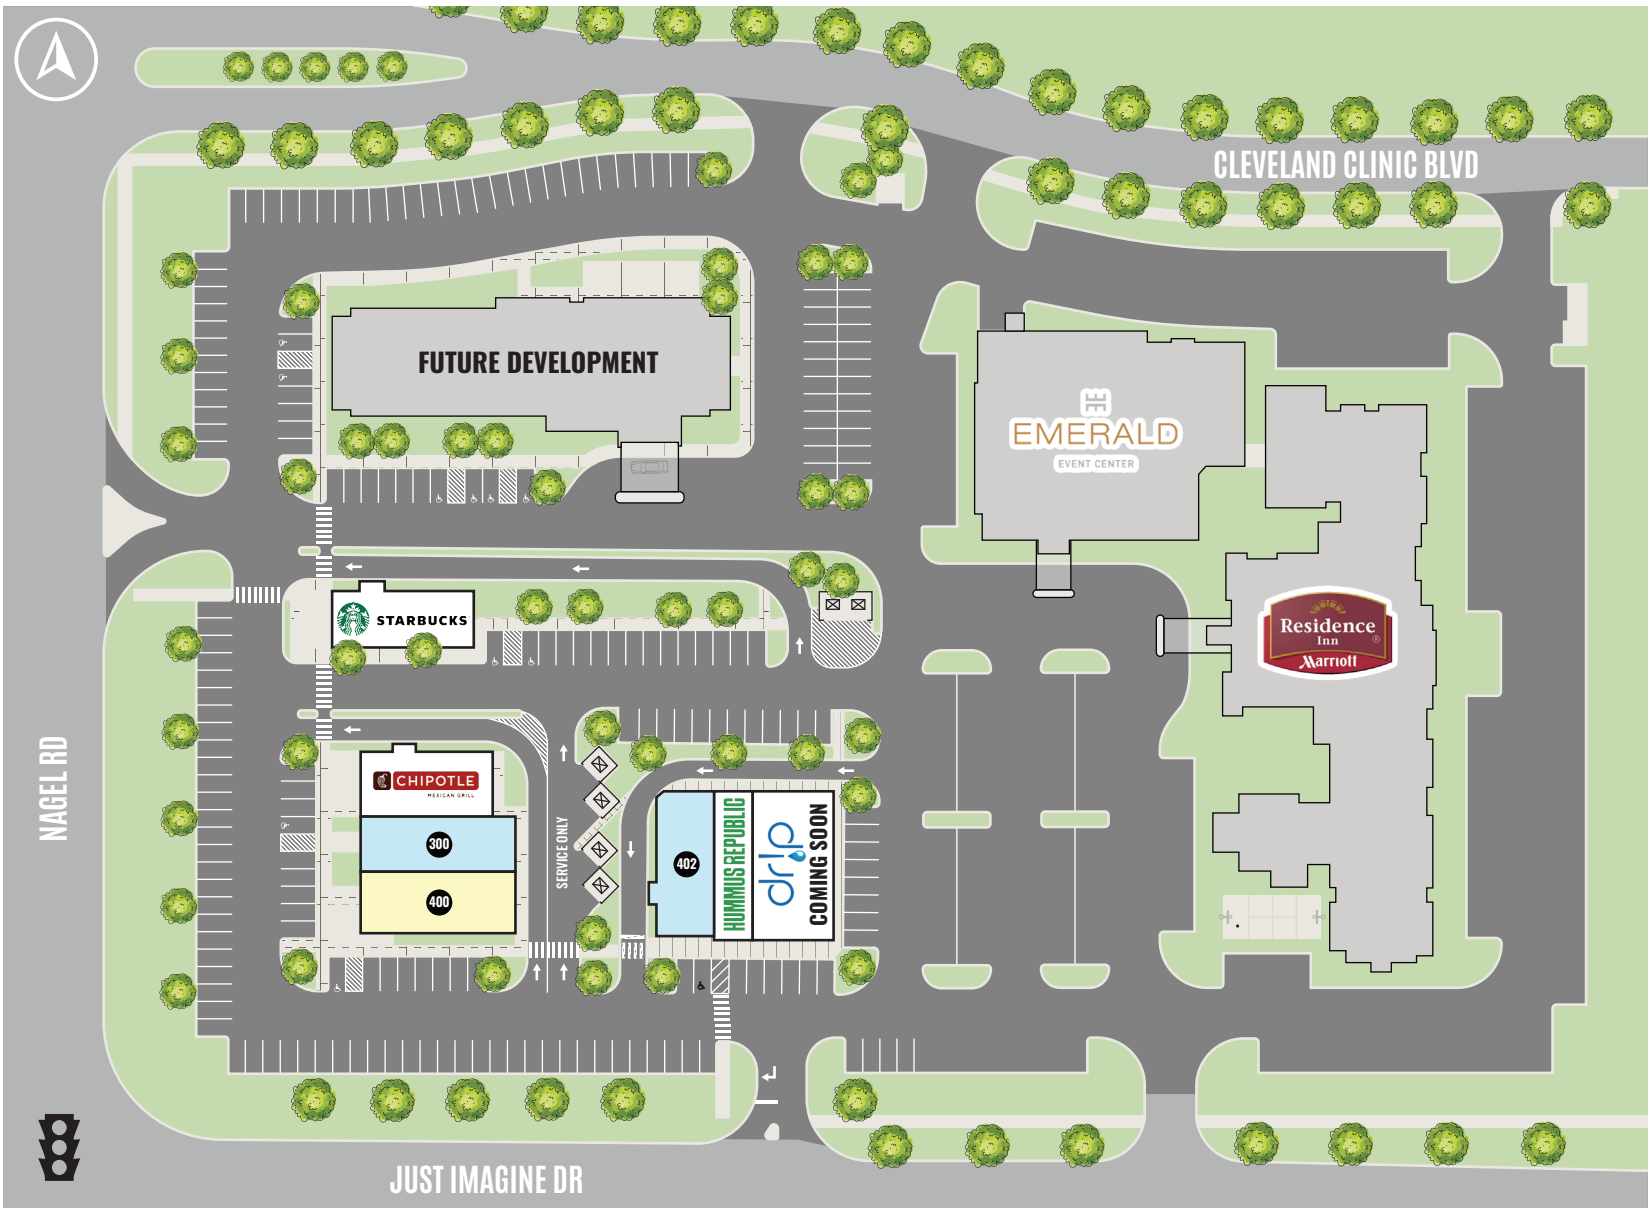 CLEVELAND CLINIC BLVD
FUTURE DEVELOPMENT
EMERALD
EVENT CENTER
STARBUCKS
Residence
Inn
®
Marriott
NAGEL RD
CHIPOTLE
MEXICAN GRILL
300
400
SERVICE ONLY
402
HUMMUS REPUBLIC
drip
COMING SOON
JUST IMAGINE DR